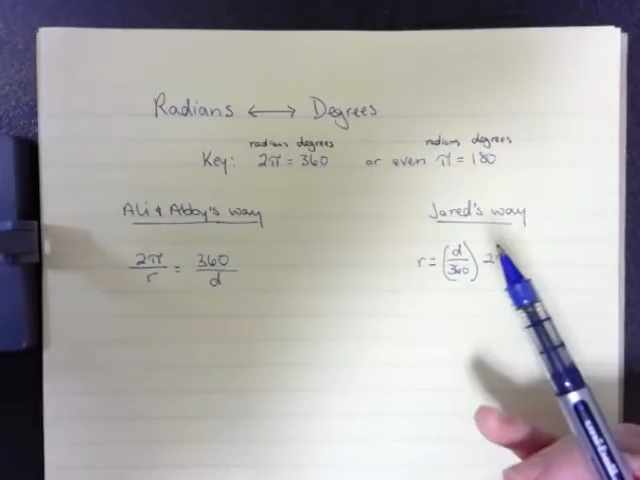 Radians ↔ Degrees
radians degrees radians degrees
Key: 2π = 360 or even π = 180
Ali & Abby's way Jared's way
2π/r = 360/d r = (d/360) 2